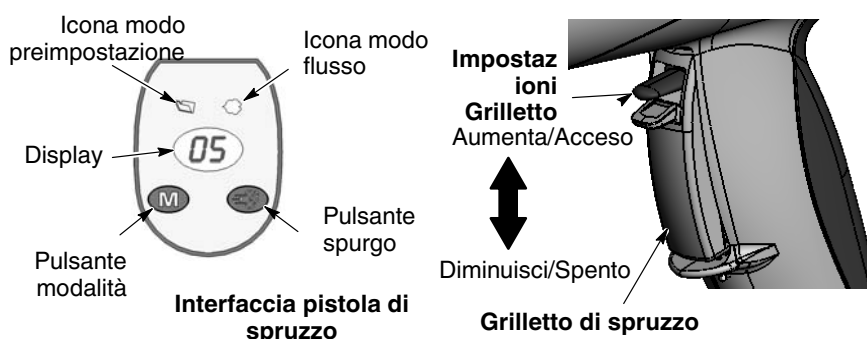 Icona modo
preimpostazione
Icona modo
flusso
Display
05
M
Pulsante
modalità
Pulsante
spurgo
Interfaccia pistola di
spruzzo
Impostaz
ioni
Grilletto
Aumenta/Acceso
Diminuisci/Spento
Grilletto di spruzzo